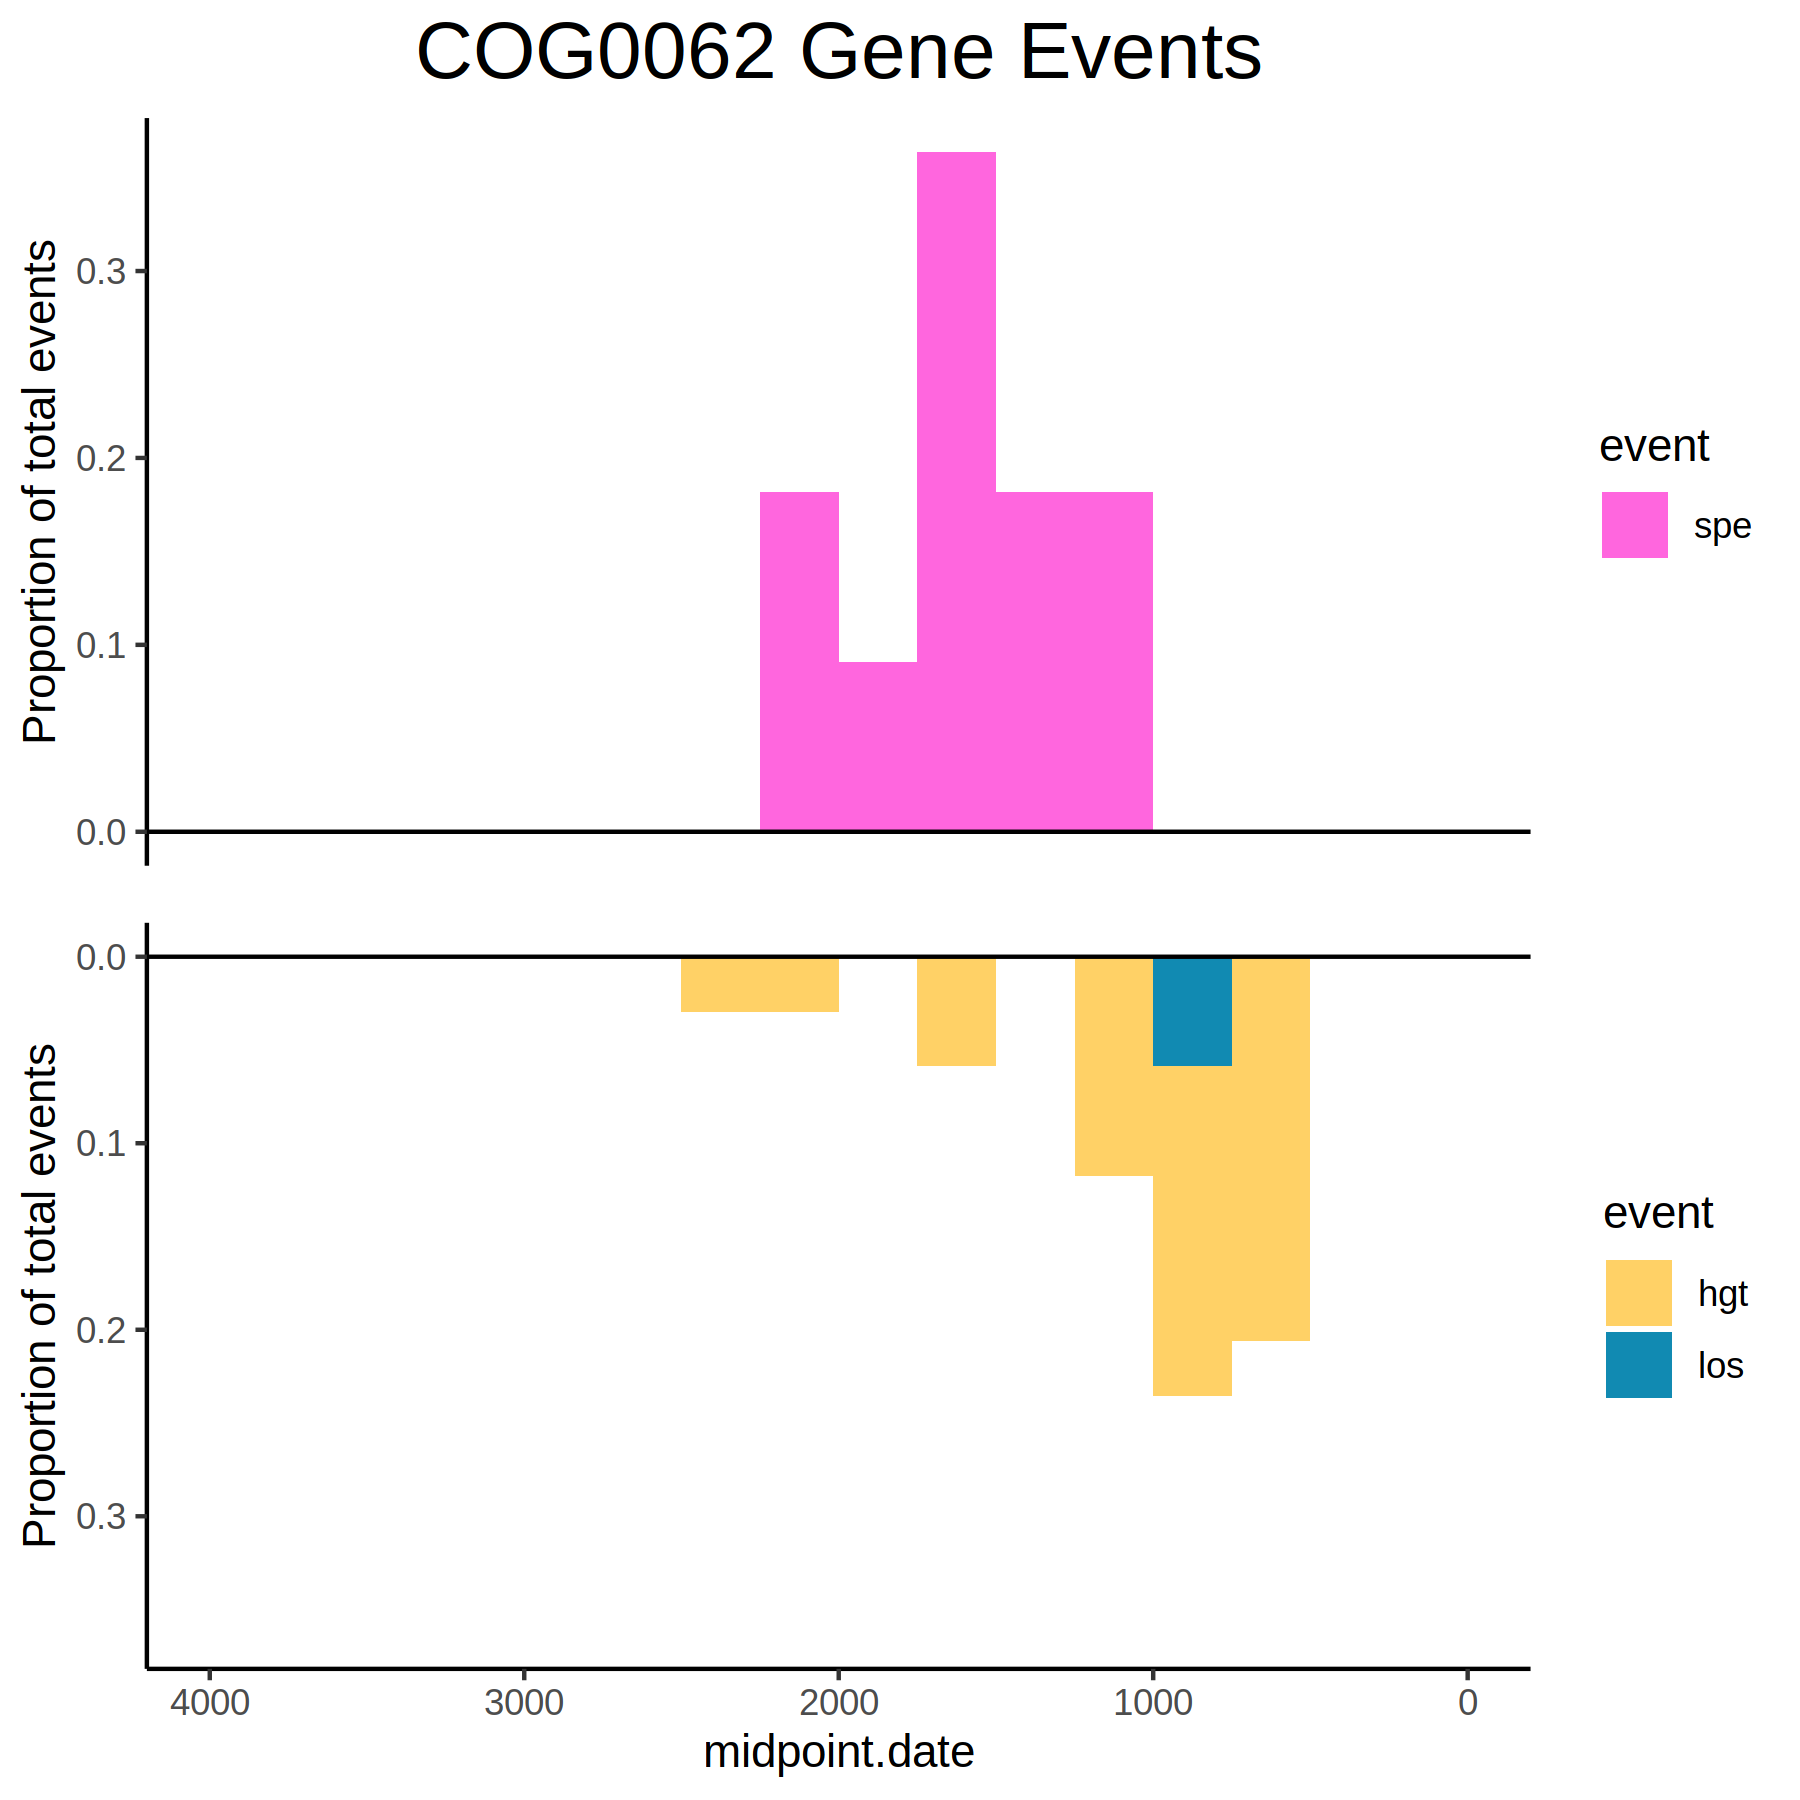 COG0062 Gene Events
Proportion of total events
0.3
0.2
0.1
0.0
event
spe
Proportion of total events
0.0
0.1
0.2
0.3
event
hgt
los
4000 3000 2000 1000 0
midpoint.date